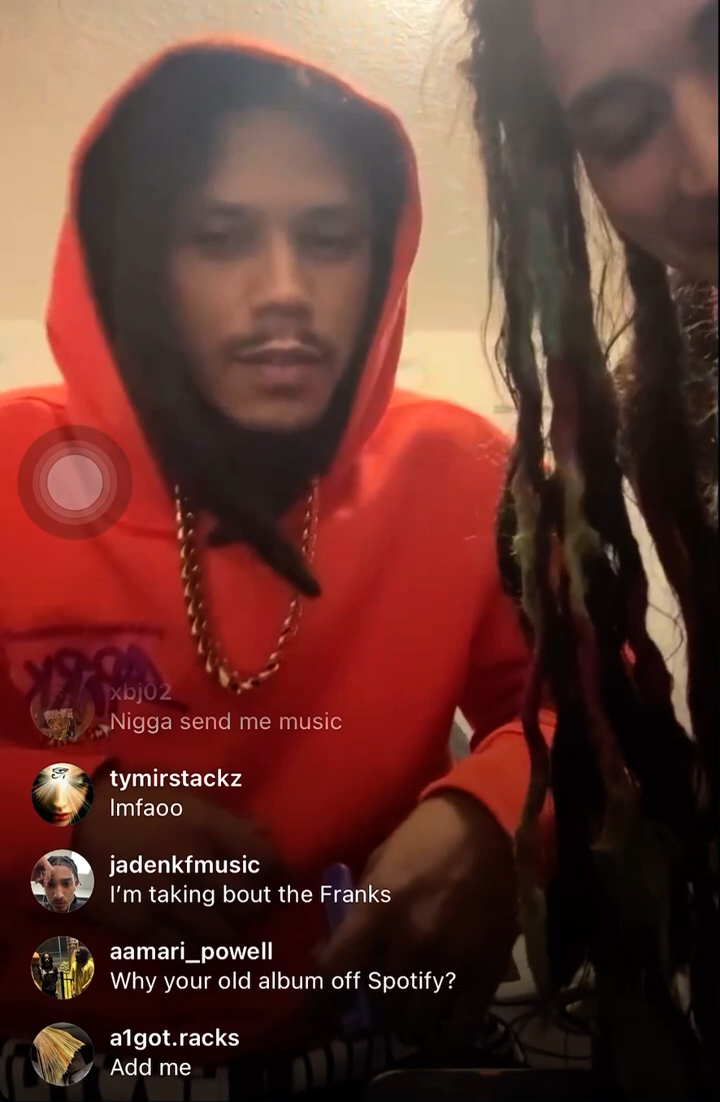 xbj02
Nigga send me music
tymirstackz
lmfaoo
jadenkfmusic
I'm taking bout the Franks
aamari_powell
Why your old album off Spotify?
a1got.racks
Add me